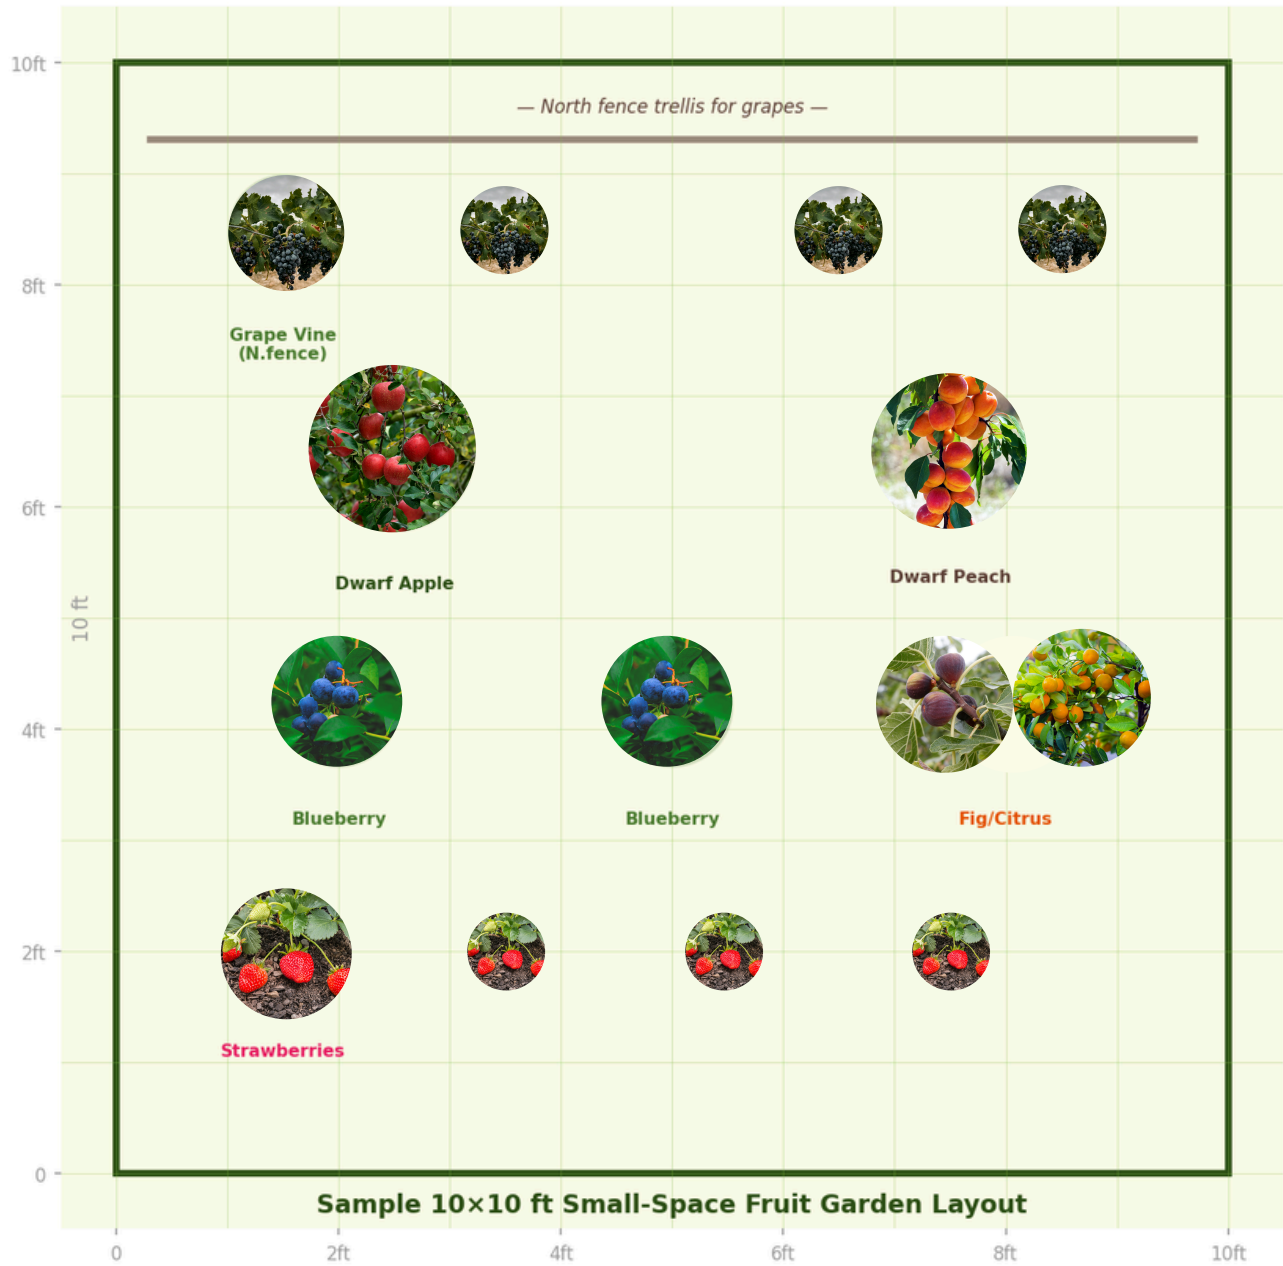 10ft
— North fence trellis for grapes —
8ft
Grape Vine
(N.fence)
6ft
Dwarf Apple
Dwarf Peach
10 ft
4ft
Blueberry
Blueberry
Fig/Citrus
2ft
Strawberries
0
Sample 10×10 ft Small-Space Fruit Garden Layout
0
2ft
4ft
6ft
8ft
10ft